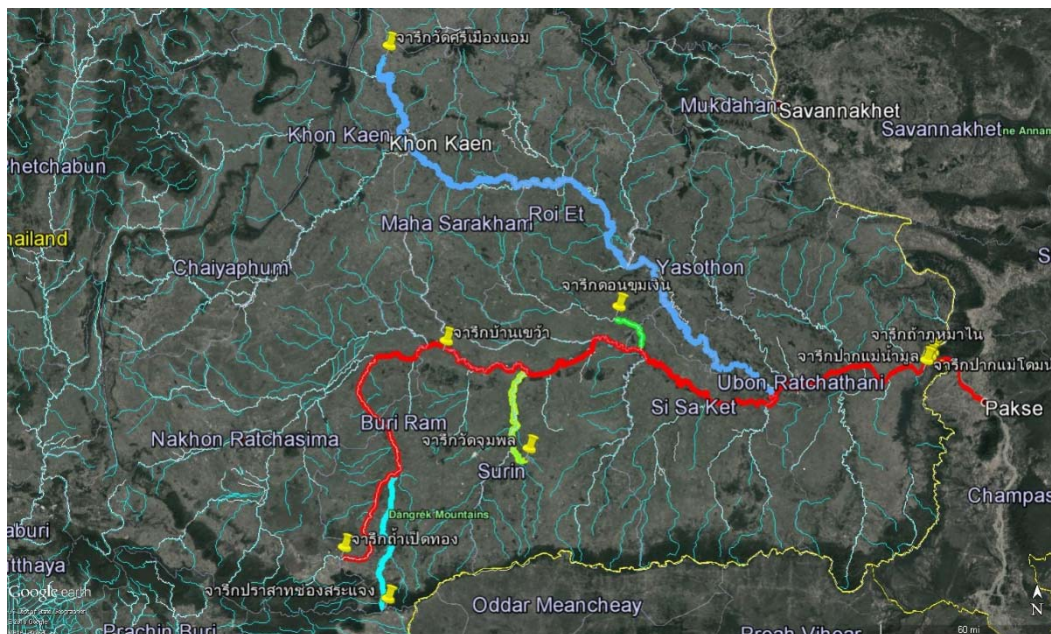 จารึกวัดศรีเมืองแอม
Mukdahan
Savannakhet
Savannakhet
ne Annam
Khon Kaen
Khon Kaen
Phetchabun
Maha Sarakham
Roi Et
hailand
Chaiyaphum
Yasothon
จารึกดอนขุมเงิน
จารึกบ้านเขว้า
จารึกถ้ำภูหมาไน
จารึกปากแม่น้ำมูล
จารึกปากแม่โดมน
Ubon Ratchathani
Si Sa Ket
Pakse
Buri Ram
Nakhon Ratchasima
จารึกวัดจุมพล
Surin
Champas
Dangrek Mountains
aburi
จารึกถ้ำเป็ดทอง
tthaya
จารึกปราสาทช่องสระแจง
Google earth
Oddar Meancheay
N
Prachin Buri
Preah Vihear
60 mi